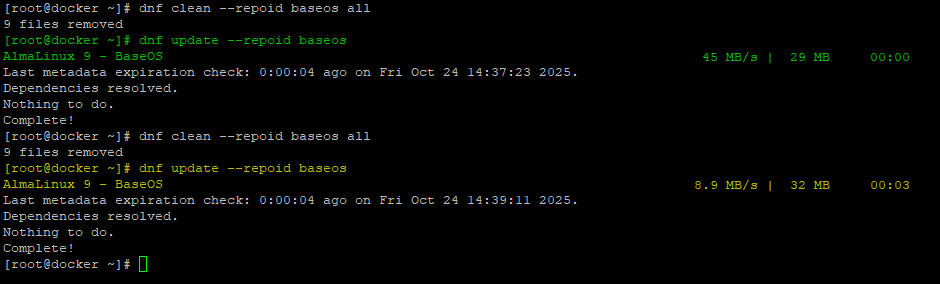 [root@docker ~]# dnf clean --repoid baseos all
9 files removed
[root@docker ~]# dnf update --repoid baseos
AlmaLinux 9 - BaseOS 45 MB/s | 29 MB 00:00
Last metadata expiration check: 0:00:04 ago on Fri Oct 24 14:37:23 2025.
Dependencies resolved.
Nothing to do.
Complete!
[root@docker ~]# dnf clean --repoid baseos all
9 files removed
[root@docker ~]# dnf update --repoid baseos
AlmaLinux 9 - BaseOS 8.9 MB/s | 32 MB 00:03
Last metadata expiration check: 0:00:04 ago on Fri Oct 24 14:39:11 2025.
Dependencies resolved.
Nothing to do.
Complete!
[root@docker ~]#